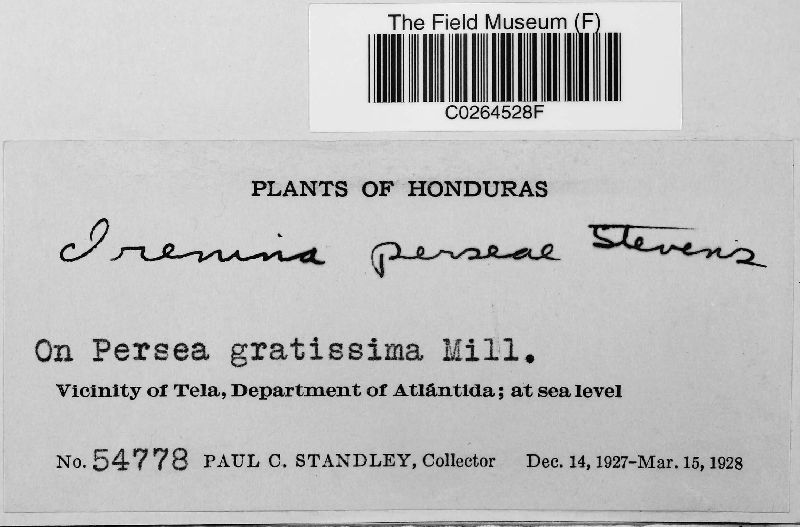 The Field Museum (F)
C0264528F
PLANTS OF HONDURAS
Irenina perseae Stevens
On Persea gratissima Mill.
Vicinity of Tela, Department of Atlántida; at sea level
No. 54778 PAUL C. STANDLEY, Collector Dec. 14, 1927–Mar. 15, 1928